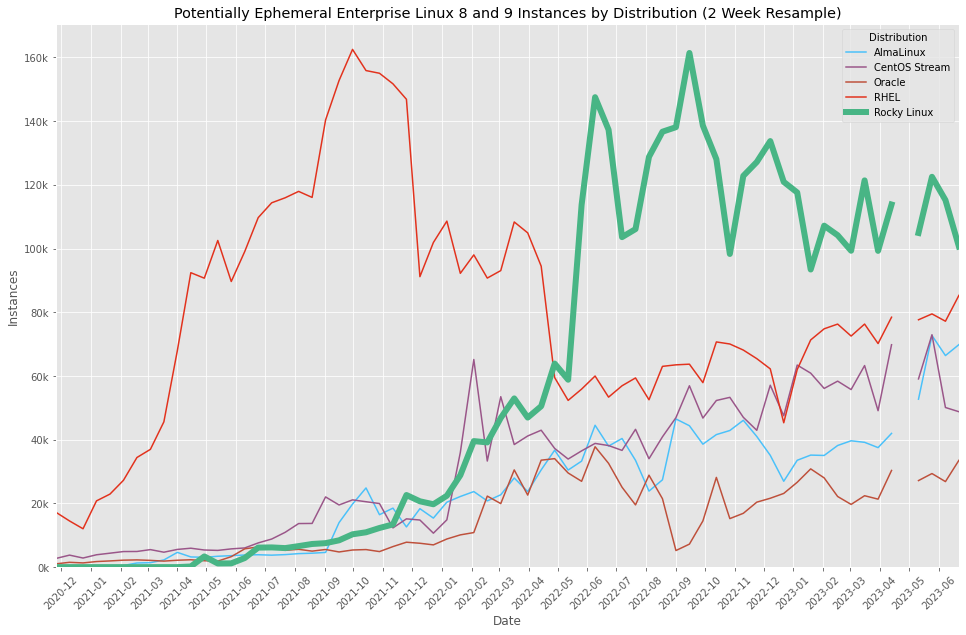 Potentially Ephemeral Enterprise Linux 8 and 9 Instances by Distribution (2 Week Resample)
Distribution
AlmaLinux
CentOS Stream
Oracle
RHEL
Rocky Linux
160k
140k
120k
100k
80k
60k
40k
20k
0k
Instances
2020-12
2021-01
2021-02
2021-03
2021-04
2021-05
2021-06
2021-07
2021-08
2021-09
2021-10
2021-11
2021-12
2022-01
2022-02
2022-03
2022-04
2022-05
2022-06
2022-07
2022-08
2022-09
2022-10
2022-11
2022-12
2023-01
2023-02
2023-03
2023-04
2023-05
2023-06
Date